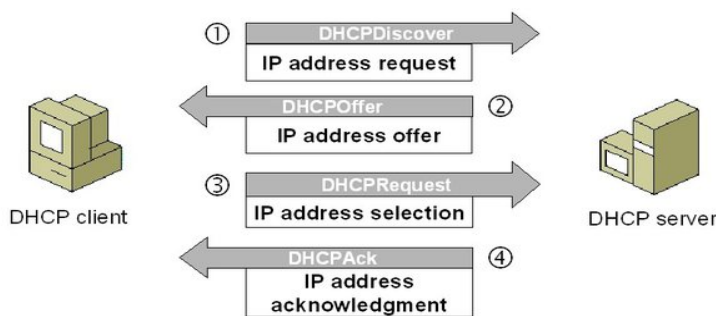 ① DHCPDiscover
IP address request
DHCPOffer ②
IP address offer
③ DHCPRequest
IP address selection
DHCPAck ④
IP address
acknowledgment
DHCP client
DHCP server